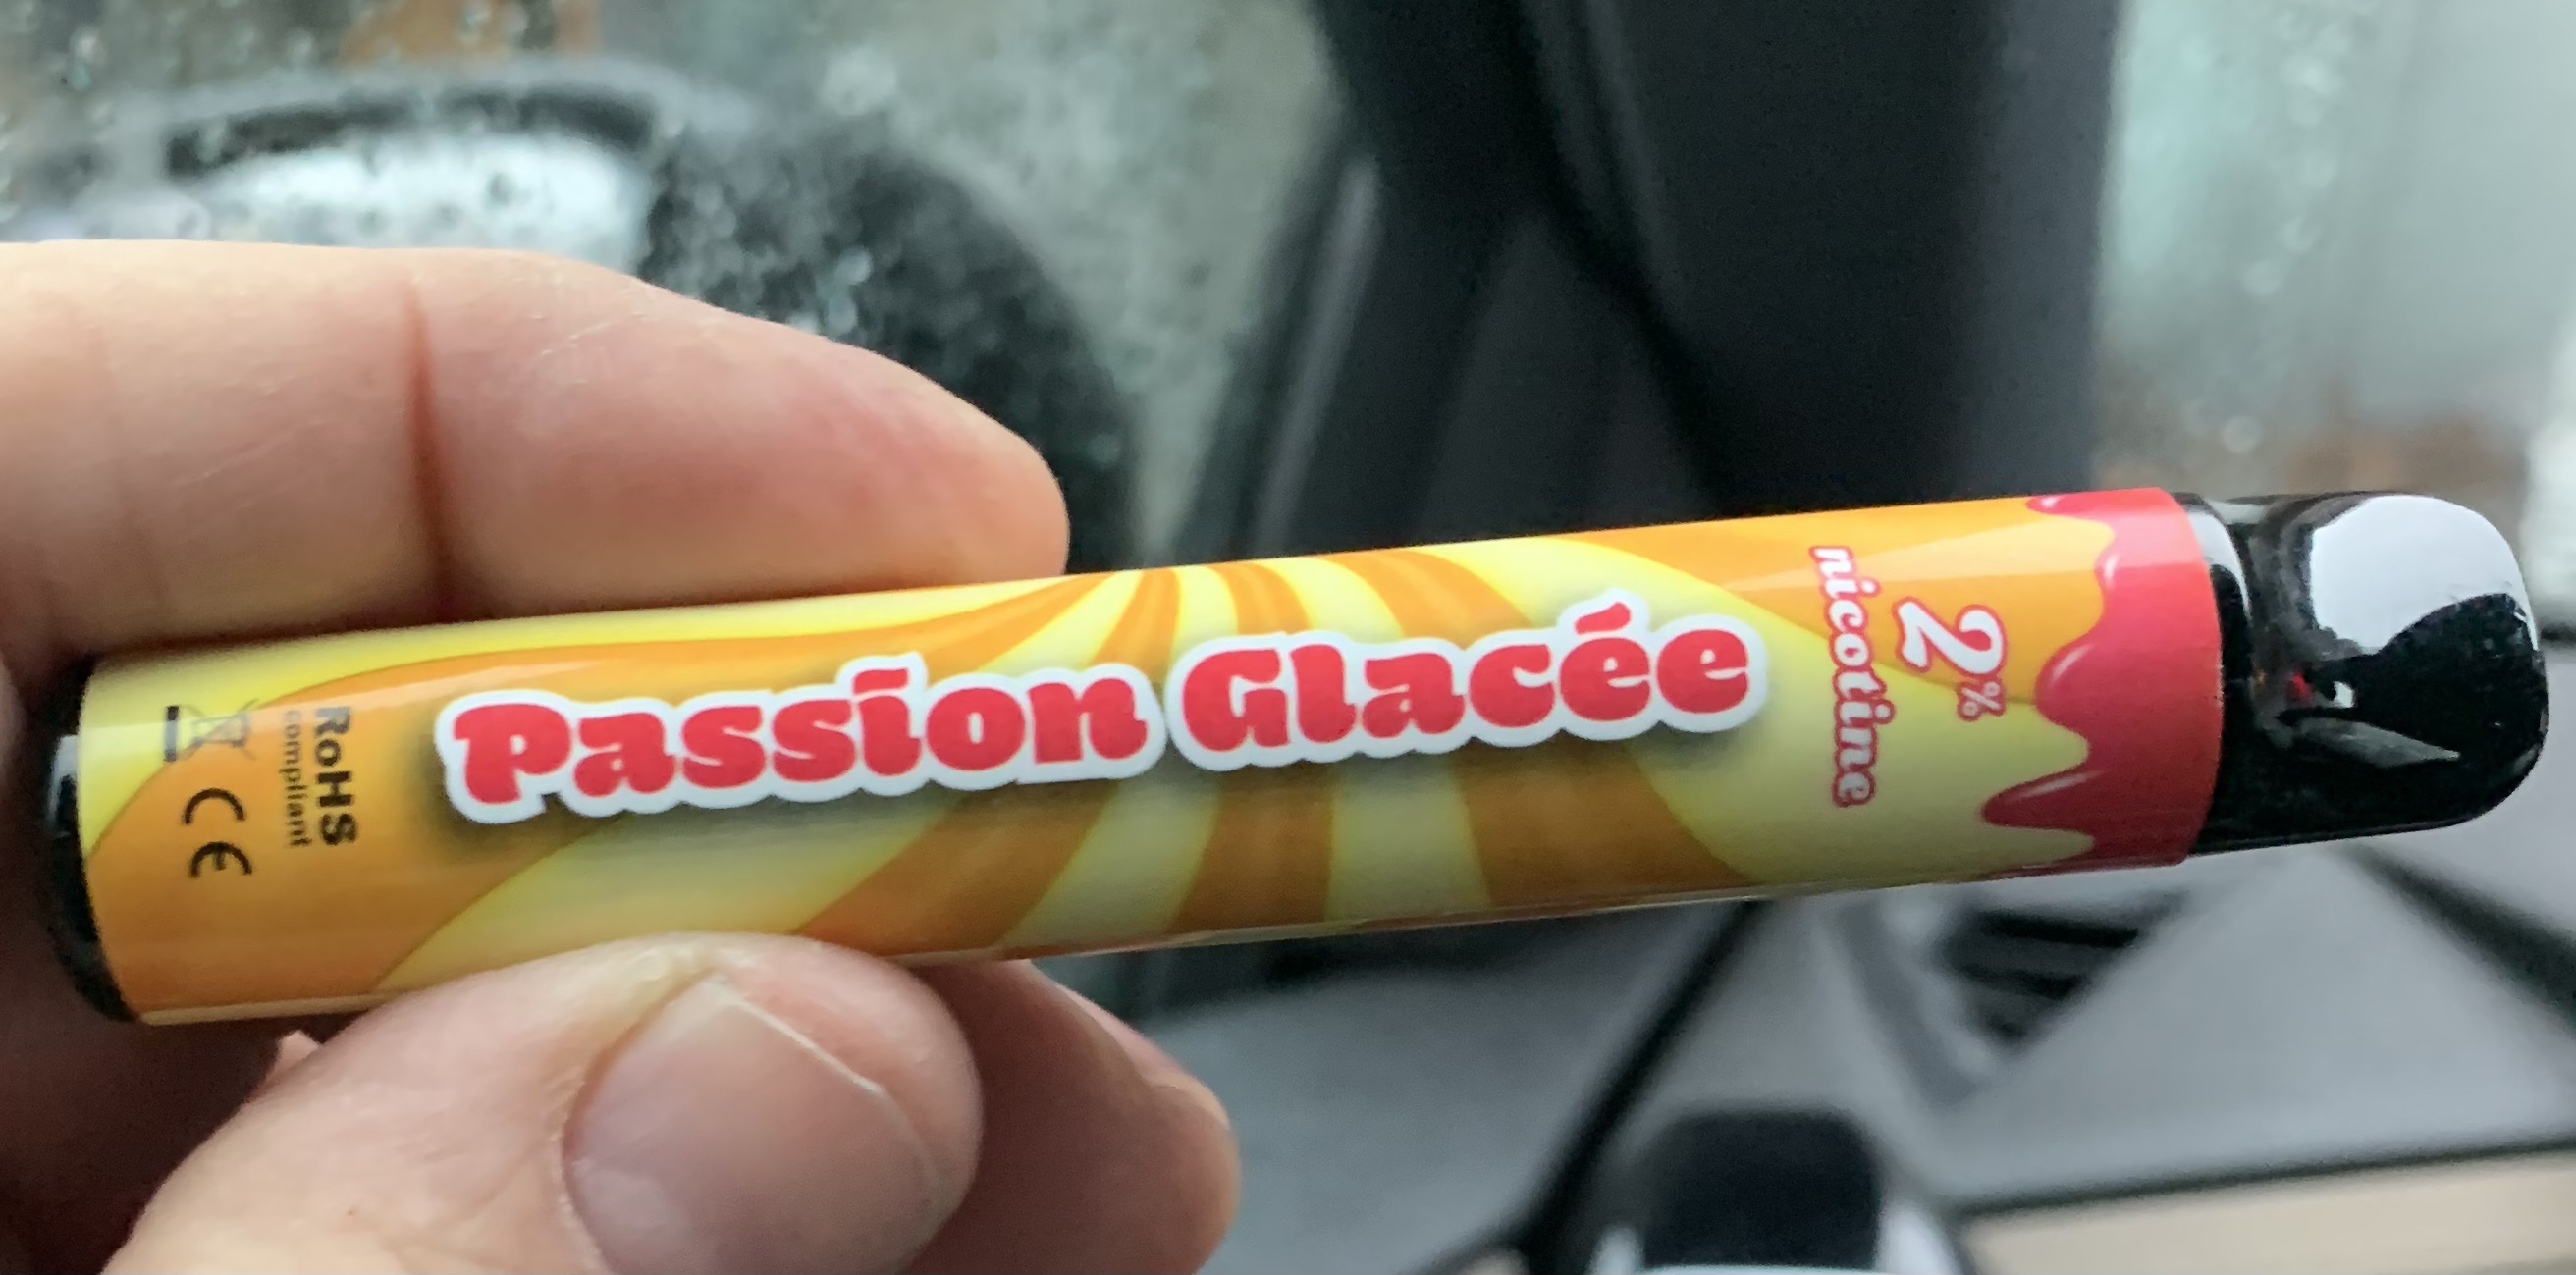 Passion Glacée
2%
nicotine
RoHS
compliant
CE